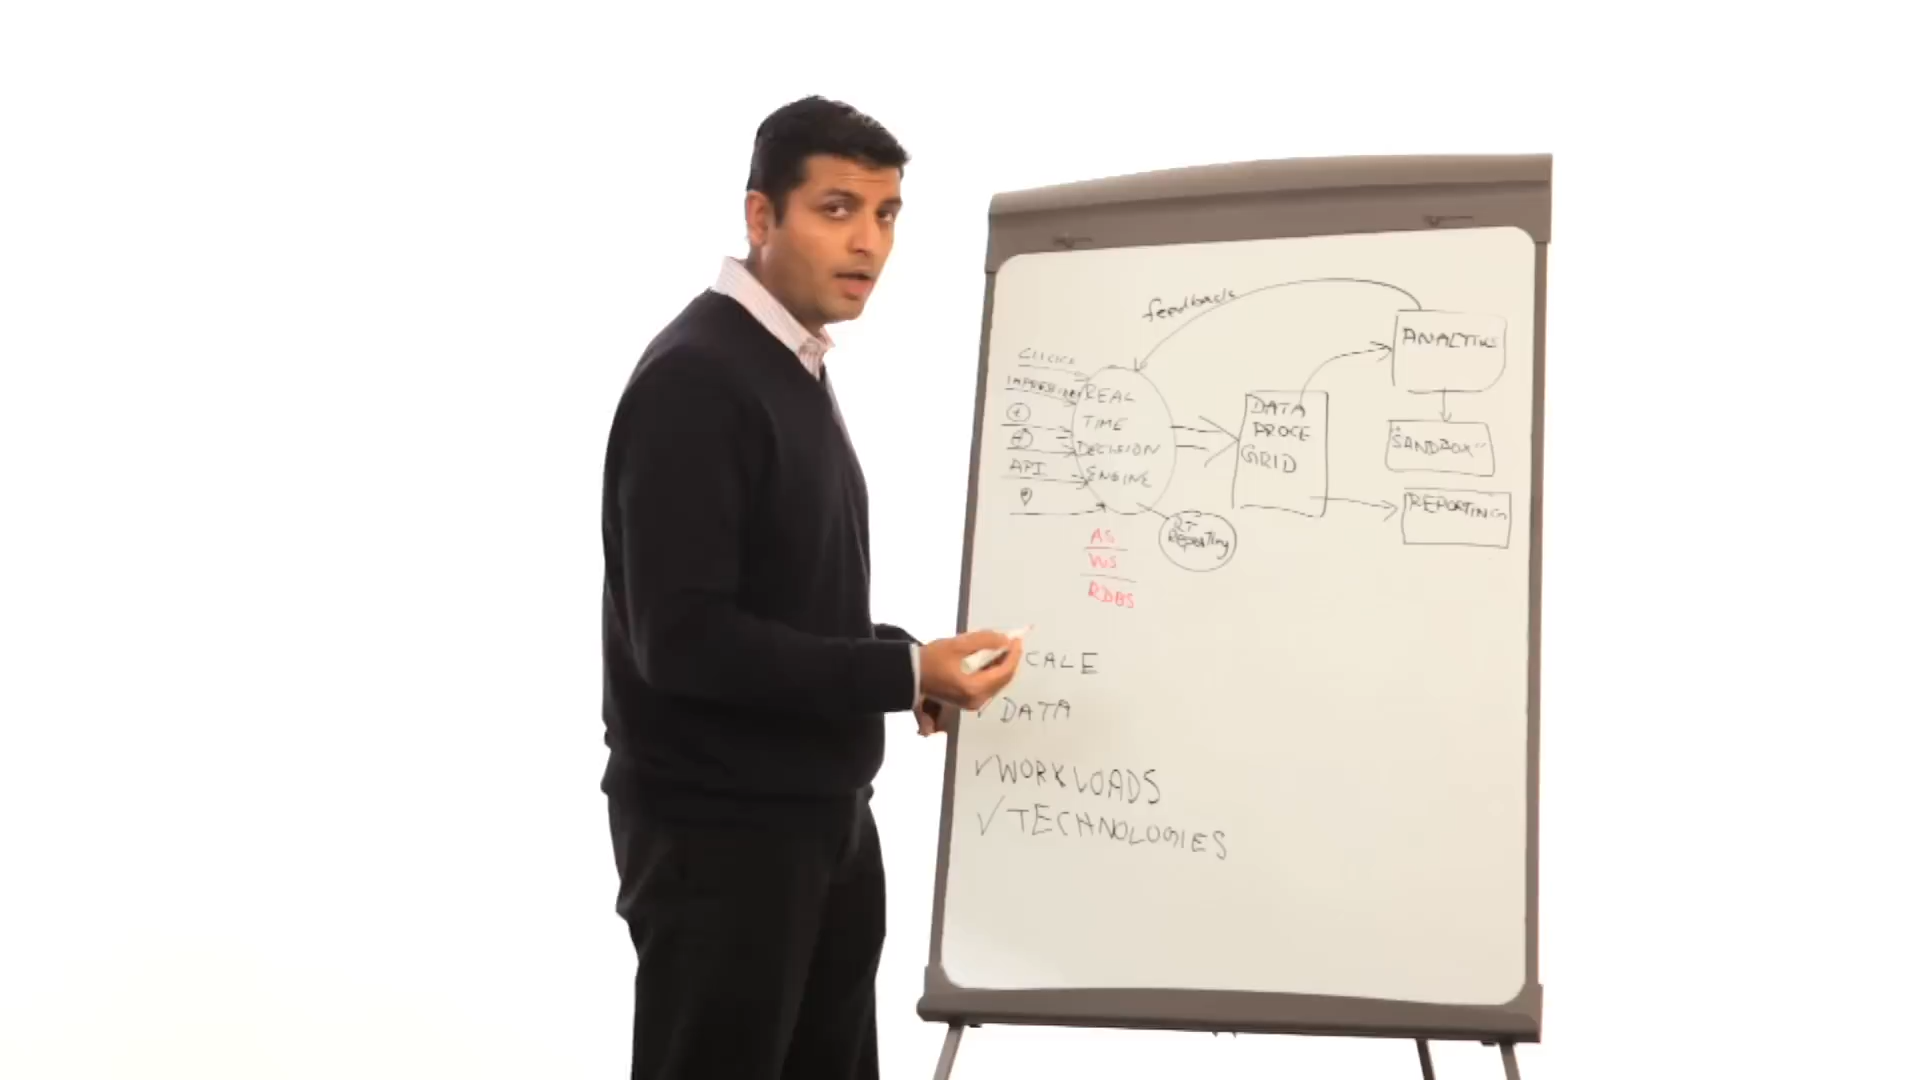 feedback
ANALYTICS
CLICKS
IMPRESSIONS
REAL
TIME
DECISION
ENGINE
API
DATA
PROCE
GRID
"SANDBOX"
REPORTING
RT
Reporting
AS
WS
RDBS
CALE
✓ DATA
✓ WORKLOADS
✓ TECHNOLOGIES